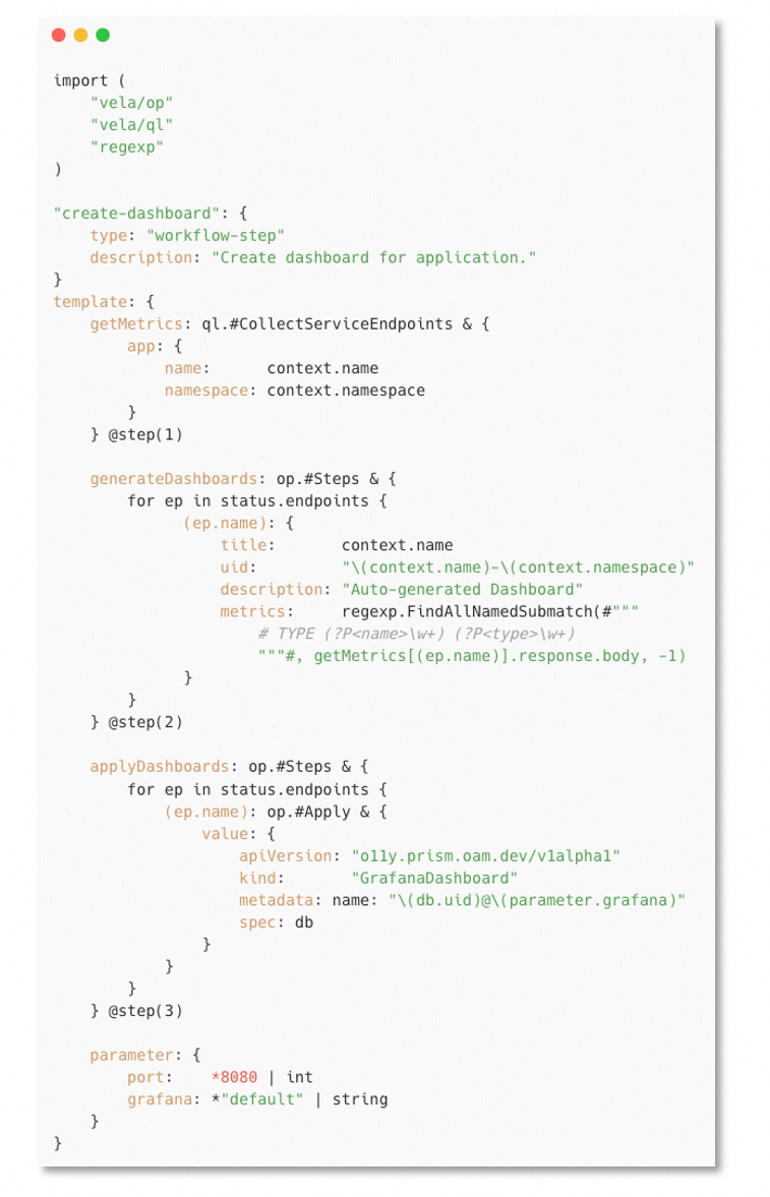 import (
    "vela/op"
    "vela/ql"
    "regexp"
)

"create-dashboard": {
    type: "workflow-step"
    description: "Create dashboard for application."
}
template: {
    getMetrics: ql.#CollectServiceEndpoints & {
        app: {
            name:      context.name
            namespace: context.namespace
        }
    } @step(1)

    generateDashboards: op.#Steps & {
        for ep in status.endpoints {
              (ep.name): {
                  title:       context.name
                  uid:         "\(context.name)-\(context.namespace)"
                  description: "Auto-generated Dashboard"
                  metrics:     regexp.FindAllNamedSubmatch(#"""
                      # TYPE (?P<name>\w+) (?P<type>\w+)
                      """#, getMetrics[(ep.name)].response.body, -1)
              }
        }
    } @step(2)

    applyDashboards: op.#Steps & {
        for ep in status.endpoints {
            (ep.name): op.#Apply & {
                value: {
                    apiVersion: "o11y.prism.oam.dev/v1alpha1"
                    kind:       "GrafanaDashboard"
                    metadata: name: "\(db.uid)@\(parameter.grafana)"
                    spec: db
                }
            }
        }
    } @step(3)

    parameter: {
        port:    *8080 | int
        grafana: *"default" | string
    }
}